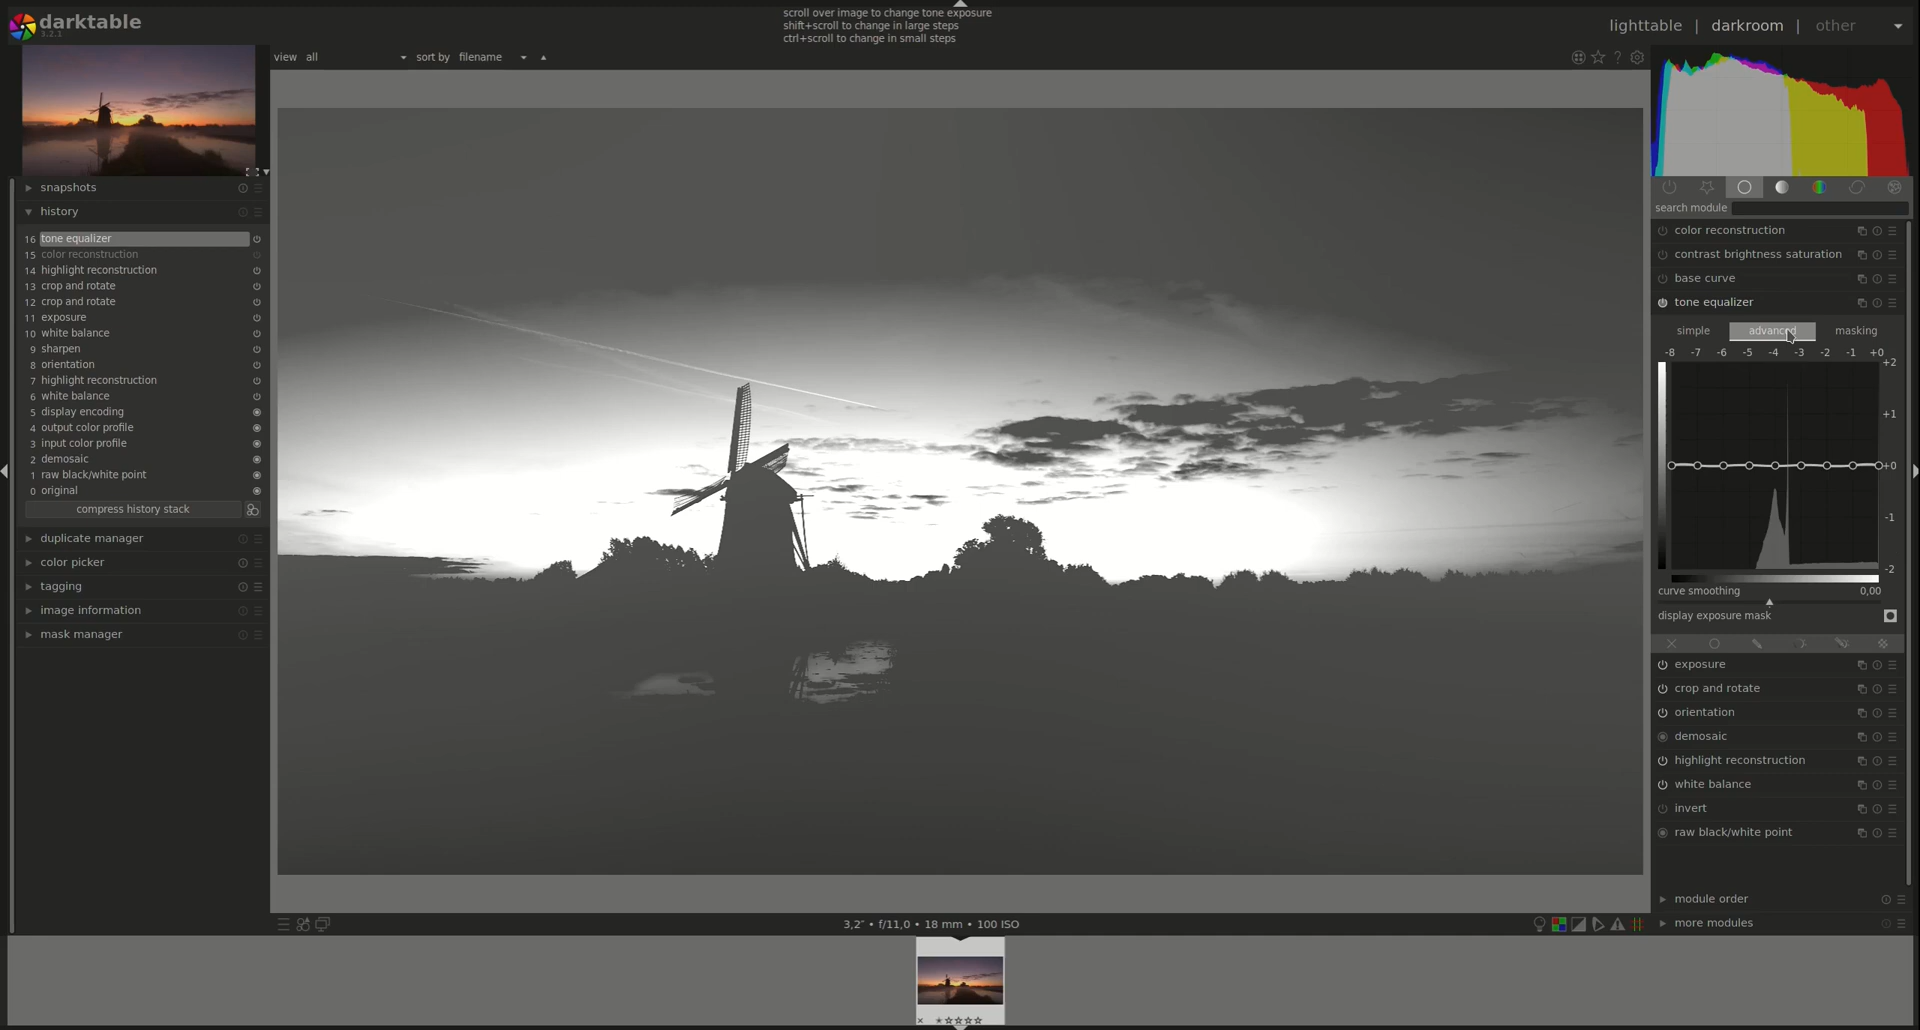 darktable
3.2.1
scroll over image to change tone exposure
shift+scroll to change in large steps
ctrl+scroll to change in small steps
lighttable | darkroom | other
view all sort by filename
snapshots
history
16 tone equalizer
15 color reconstruction
14 highlight reconstruction
13 crop and rotate
12 crop and rotate
11 exposure
10 white balance
9 sharpen
8 orientation
7 highlight reconstruction
6 white balance
5 display encoding
4 output color profile
3 input color profile
2 demosaic
1 raw black/white point
0 original
compress history stack
duplicate manager
color picker
tagging
image information
mask manager
search module
color reconstruction
contrast brightness saturation
base curve
tone equalizer
simple advanced masking
-8 -7 -6 -5 -4 -3 -2 -1 +0
+2
+1
+0
-1
-2
curve smoothing 0,00
display exposure mask
exposure
crop and rotate
orientation
demosaic
highlight reconstruction
white balance
invert
raw black/white point
module order
more modules
3,2" • f/11,0 • 18 mm • 100 ISO